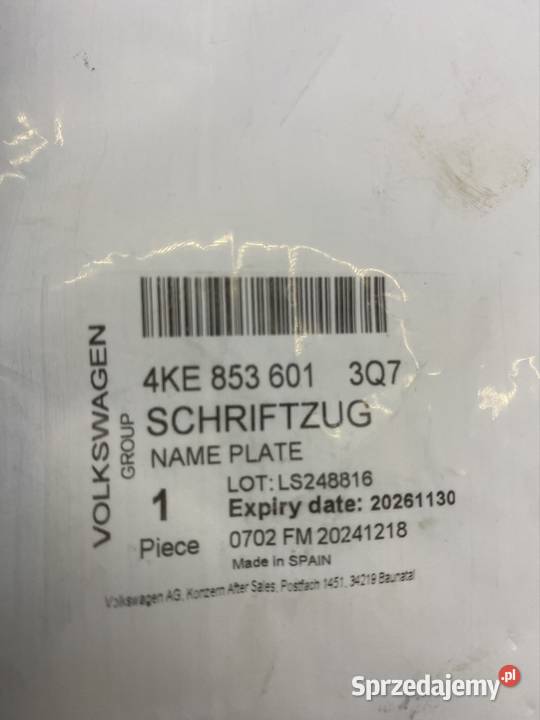 VOLKSWAGEN
GROUP
4KE 853 601 3Q7
SCHRIFTZUG
NAME PLATE
LOT: LS248816
1 Expiry date: 20261130
Piece 0702 FM 20241218
Made in SPAIN
Volkswagen AG, Konzern After Sales, Postfach 1451, 34219 Baunatal
Sprzedajemy.pl